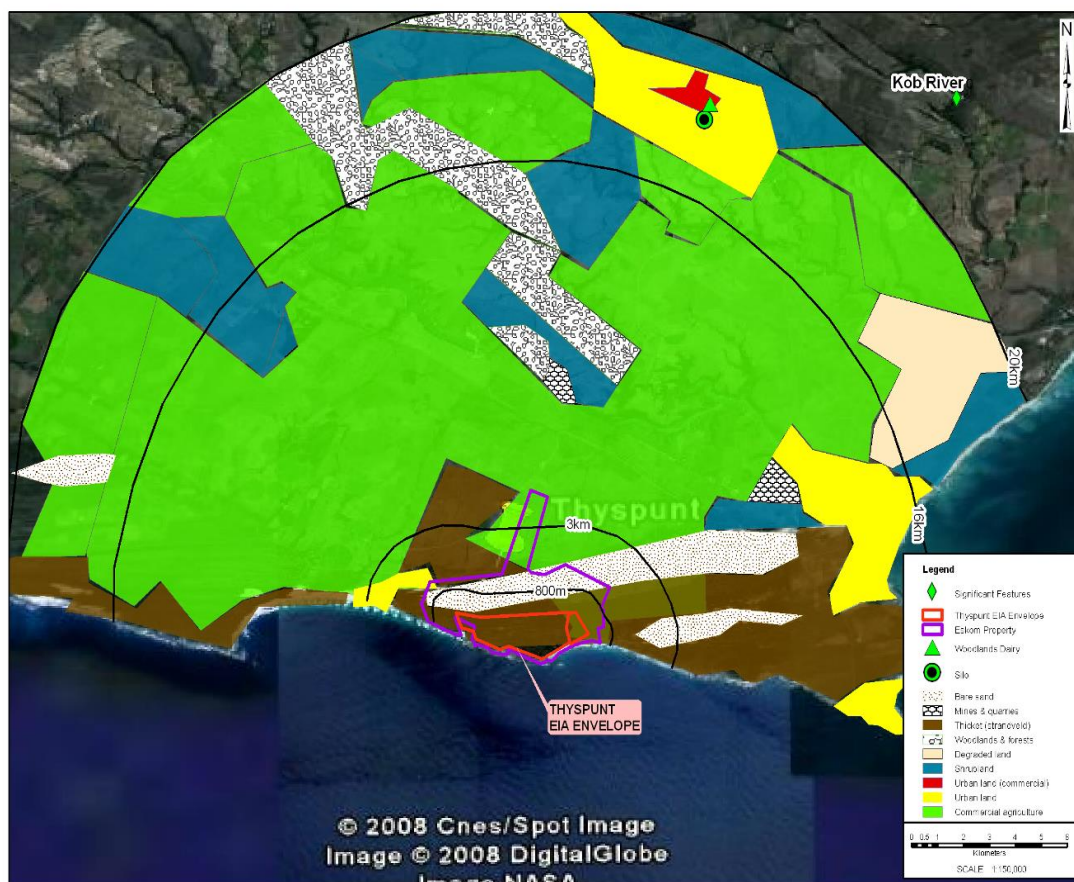 N
Kob River
20km
Thyspunt
3km
16km
800m
THYSPUNT
EIA ENVELOPE
Legend
Significant Features
Thyspunt EIA Envelope
Eskom Property
Woodlands Dairy
Silo
Bare sand
Mines & quarries
Thicket (strandveld)
Woodlands & forests
Degraded land
Shrubland
Urban land (commercial)
Urban land
Commercial agriculture
0 0.5 1 2 3 4 5 6
Kilometers
SCALE 1:150,000
© 2008 Cnes/Spot Image
Image © 2008 DigitalGlobe
Image NASA